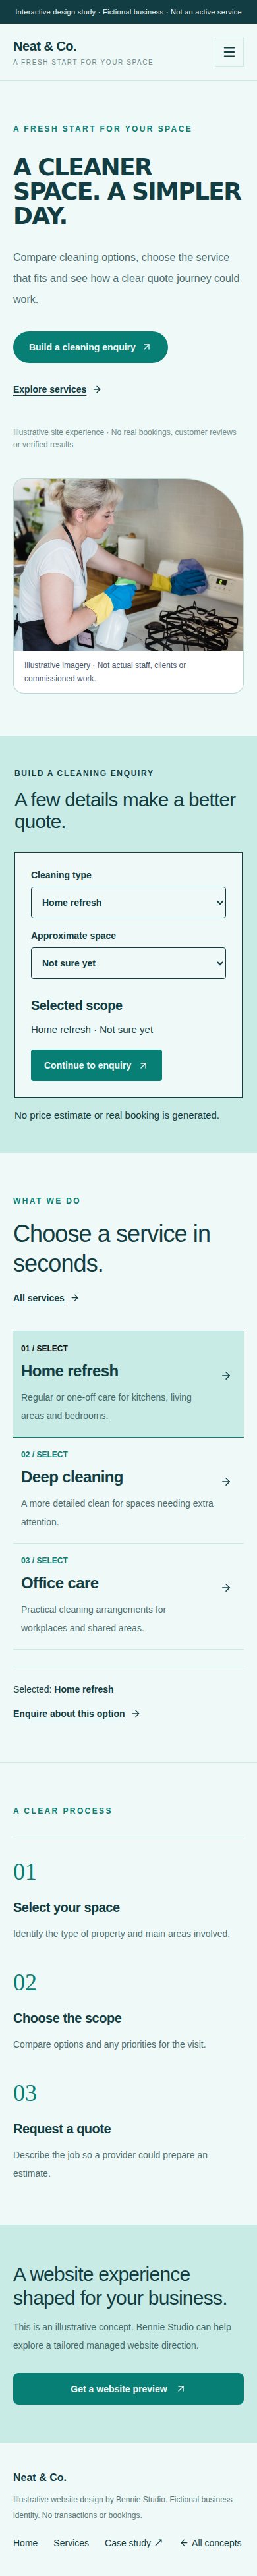 Interactive design study · Fictional business · Not an active service
Neat & Co.
A FRESH START FOR YOUR SPACE
A FRESH START FOR YOUR SPACE
A CLEANER
SPACE. A SIMPLER
DAY.
Compare cleaning options, choose the service
that fits and see how a clear quote journey could
work.
Build a cleaning enquiry
Explore services
Illustrative site experience · No real bookings, customer reviews
or verified results
Illustrative imagery · Not actual staff, clients or
commissioned work.
BUILD A CLEANING ENQUIRY
A few details make a better
quote.
Cleaning type
Home refresh
Approximate space
Not sure yet
Selected scope
Home refresh · Not sure yet
Continue to enquiry
No price estimate or real booking is generated.
WHAT WE DO
Choose a service in
seconds.
All services
01 / SELECT
Home refresh
Regular or one-off care for kitchens, living
areas and bedrooms.
02 / SELECT
Deep cleaning
A more detailed clean for spaces needing extra
attention.
03 / SELECT
Office care
Practical cleaning arrangements for
workplaces and shared areas.
Selected: Home refresh
Enquire about this option
A CLEAR PROCESS
01
Select your space
Identify the type of property and main areas involved.
02
Choose the scope
Compare options and any priorities for the visit.
03
Request a quote
Describe the job so a provider could prepare an
estimate.
A website experience
shaped for your business.
This is an illustrative concept. Bennie Studio can help
explore a tailored managed website direction.
Get a website preview
Neat & Co.
Illustrative website design by Bennie Studio. Fictional business
identity. No transactions or bookings.
Home Services Case study ↗ ← All concepts